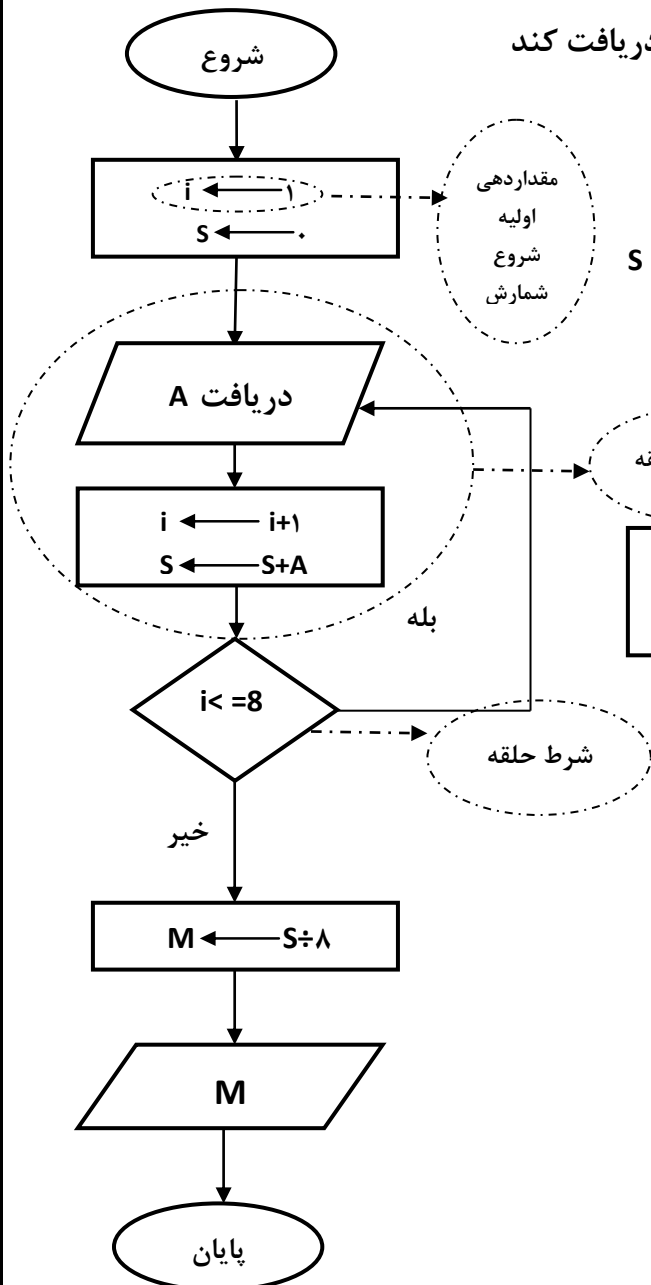 دریافت کند
شروع
i ← ۱
S ← ۰
مقداردهی
اولیه
شروع
شمارش
S
دریافت A
i ← i+۱
S ← S+A
بله
i< =8
شرط حلقه
خیر
M ← S÷۸
M
پایان